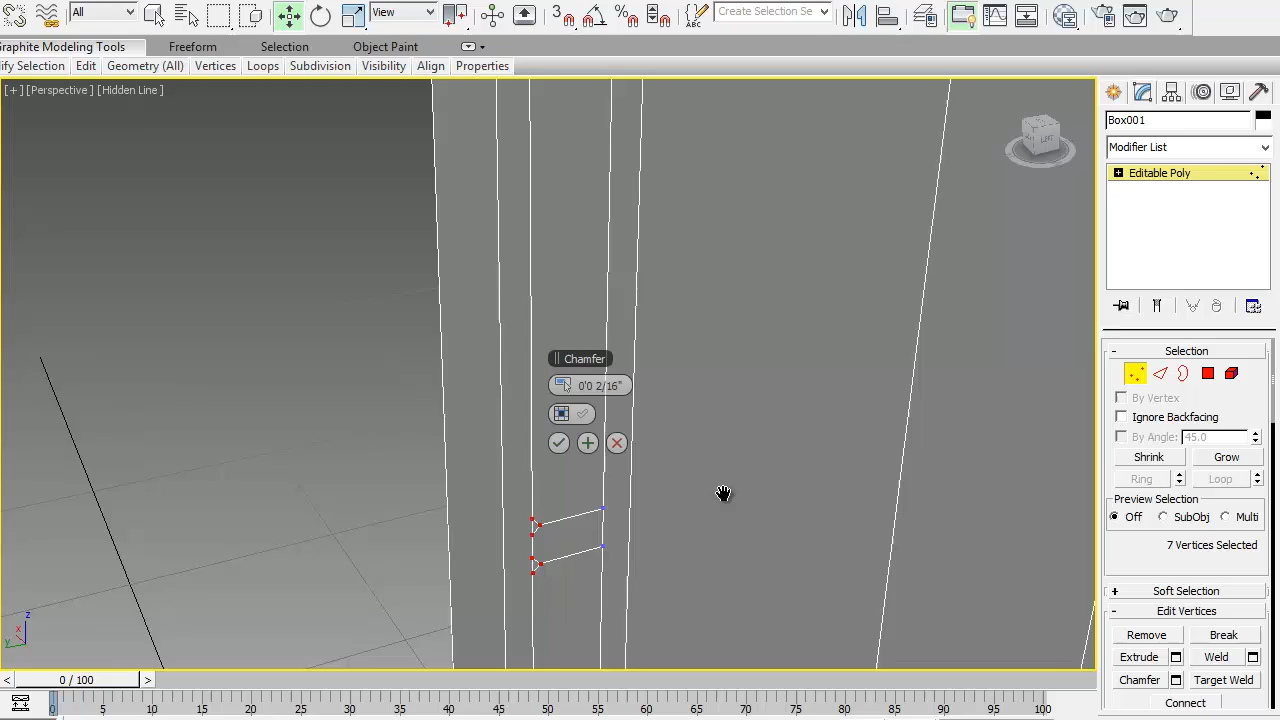 All
View
3
%
ABC
Create Selection Se
Graphite Modeling Tools
Freeform
Selection
Object Paint
ify Selection
Edit
Geometry (All)
Vertices
Loops
Subdivision
Visibility
Align
Properties
[+] [Perspective] [Hidden Line]
LEFT
Box001
Modifier List
Editable Poly
Chamfer
0'0 2/16"
- Selection
By Vertex
Ignore Backfacing
By Angle: 45.0
Shrink
Grow
Ring
Loop
Preview Selection
Off
SubObj
Multi
7 Vertices Selected
+ Soft Selection
- Edit Vertices
Remove
Break
Extrude
Weld
Chamfer
Target Weld
Connect
z
x
y
< 0 / 100 >
0 5 10 15 20 25 30 35 40 45 50 55 60 65 70 75 80 85 90 95 100